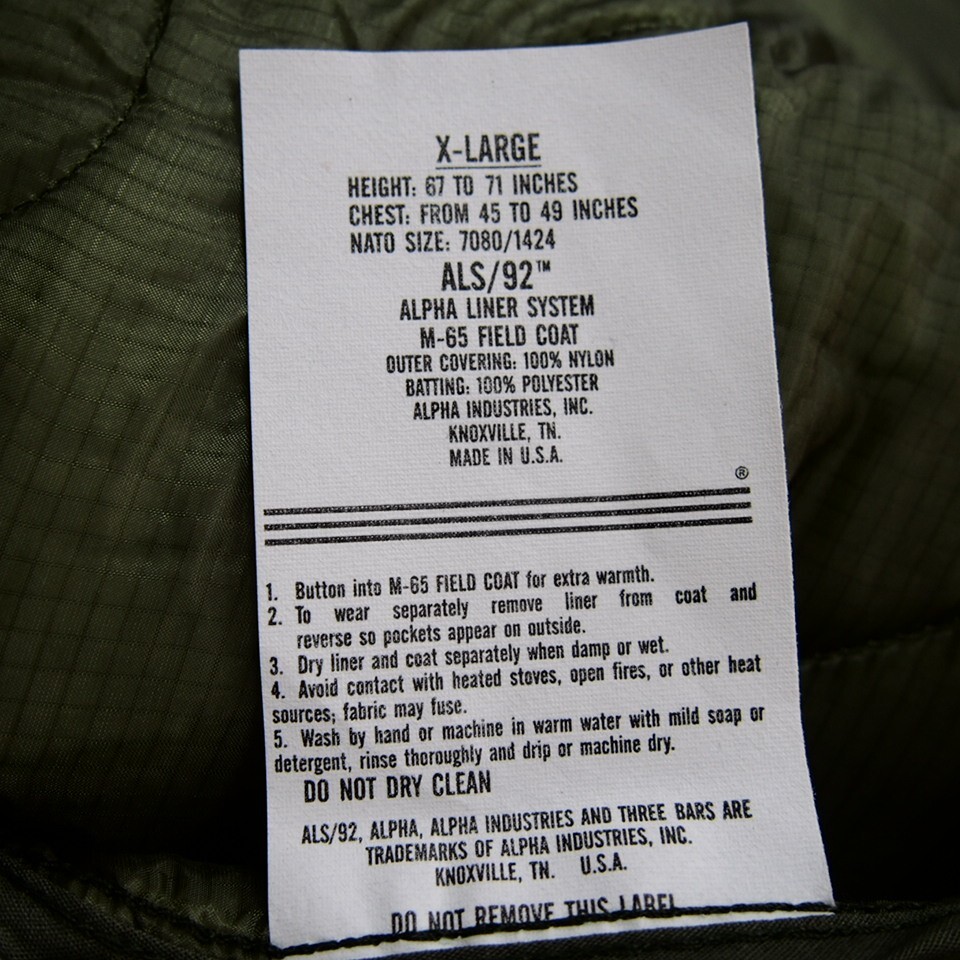 X-LARGE
HEIGHT: 67 TO 71 INCHES
CHEST: FROM 45 TO 49 INCHES
NATO SIZE: 7080/1424
ALS/92™
ALPHA LINER SYSTEM
M-65 FIELD COAT
OUTER COVERING: 100% NYLON
BATTING: 100% POLYESTER
ALPHA INDUSTRIES, INC.
KNOXVILLE, TN.
MADE IN U.S.A.
®
1. Button into M-65 FIELD COAT for extra warmth.
2. To wear separately remove liner from coat and
reverse so pockets appear on outside.
3. Dry liner and coat separately when damp or wet.
4. Avoid contact with heated stoves, open fires, or other heat
sources; fabric may fuse.
5. Wash by hand or machine in warm water with mild soap or
detergent, rinse thoroughly and drip or machine dry.
DO NOT DRY CLEAN
ALS/92, ALPHA, ALPHA INDUSTRIES AND THREE BARS ARE
TRADEMARKS OF ALPHA INDUSTRIES, INC.
KNOXVILLE, TN. U.S.A.
DO NOT REMOVE THIS LABEL